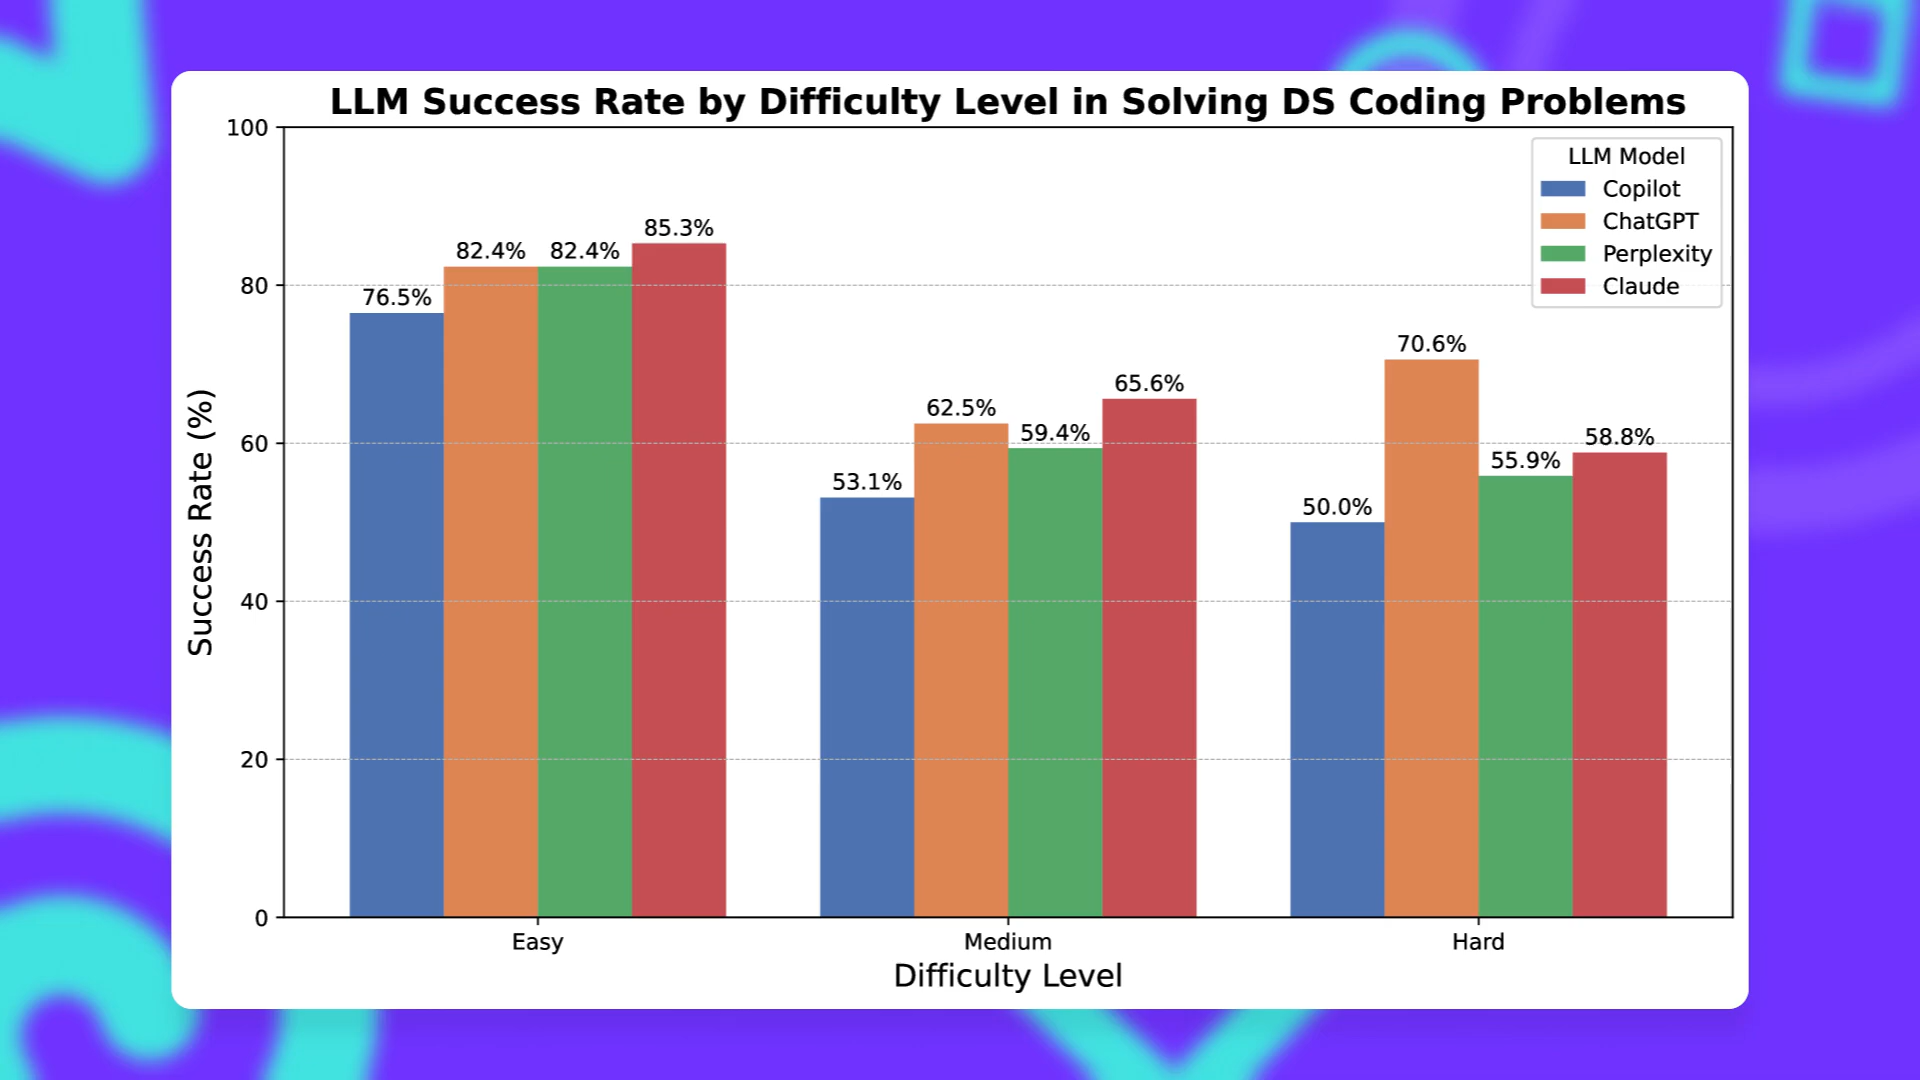 LLM Success Rate by Difficulty Level in Solving DS Coding Problems
100
80
60
40
20
0
Success Rate (%)
LLM Model
Copilot
ChatGPT
Perplexity
Claude
76.5%
82.4%
82.4%
85.3%
53.1%
62.5%
59.4%
65.6%
50.0%
70.6%
55.9%
58.8%
Easy
Medium
Hard
Difficulty Level